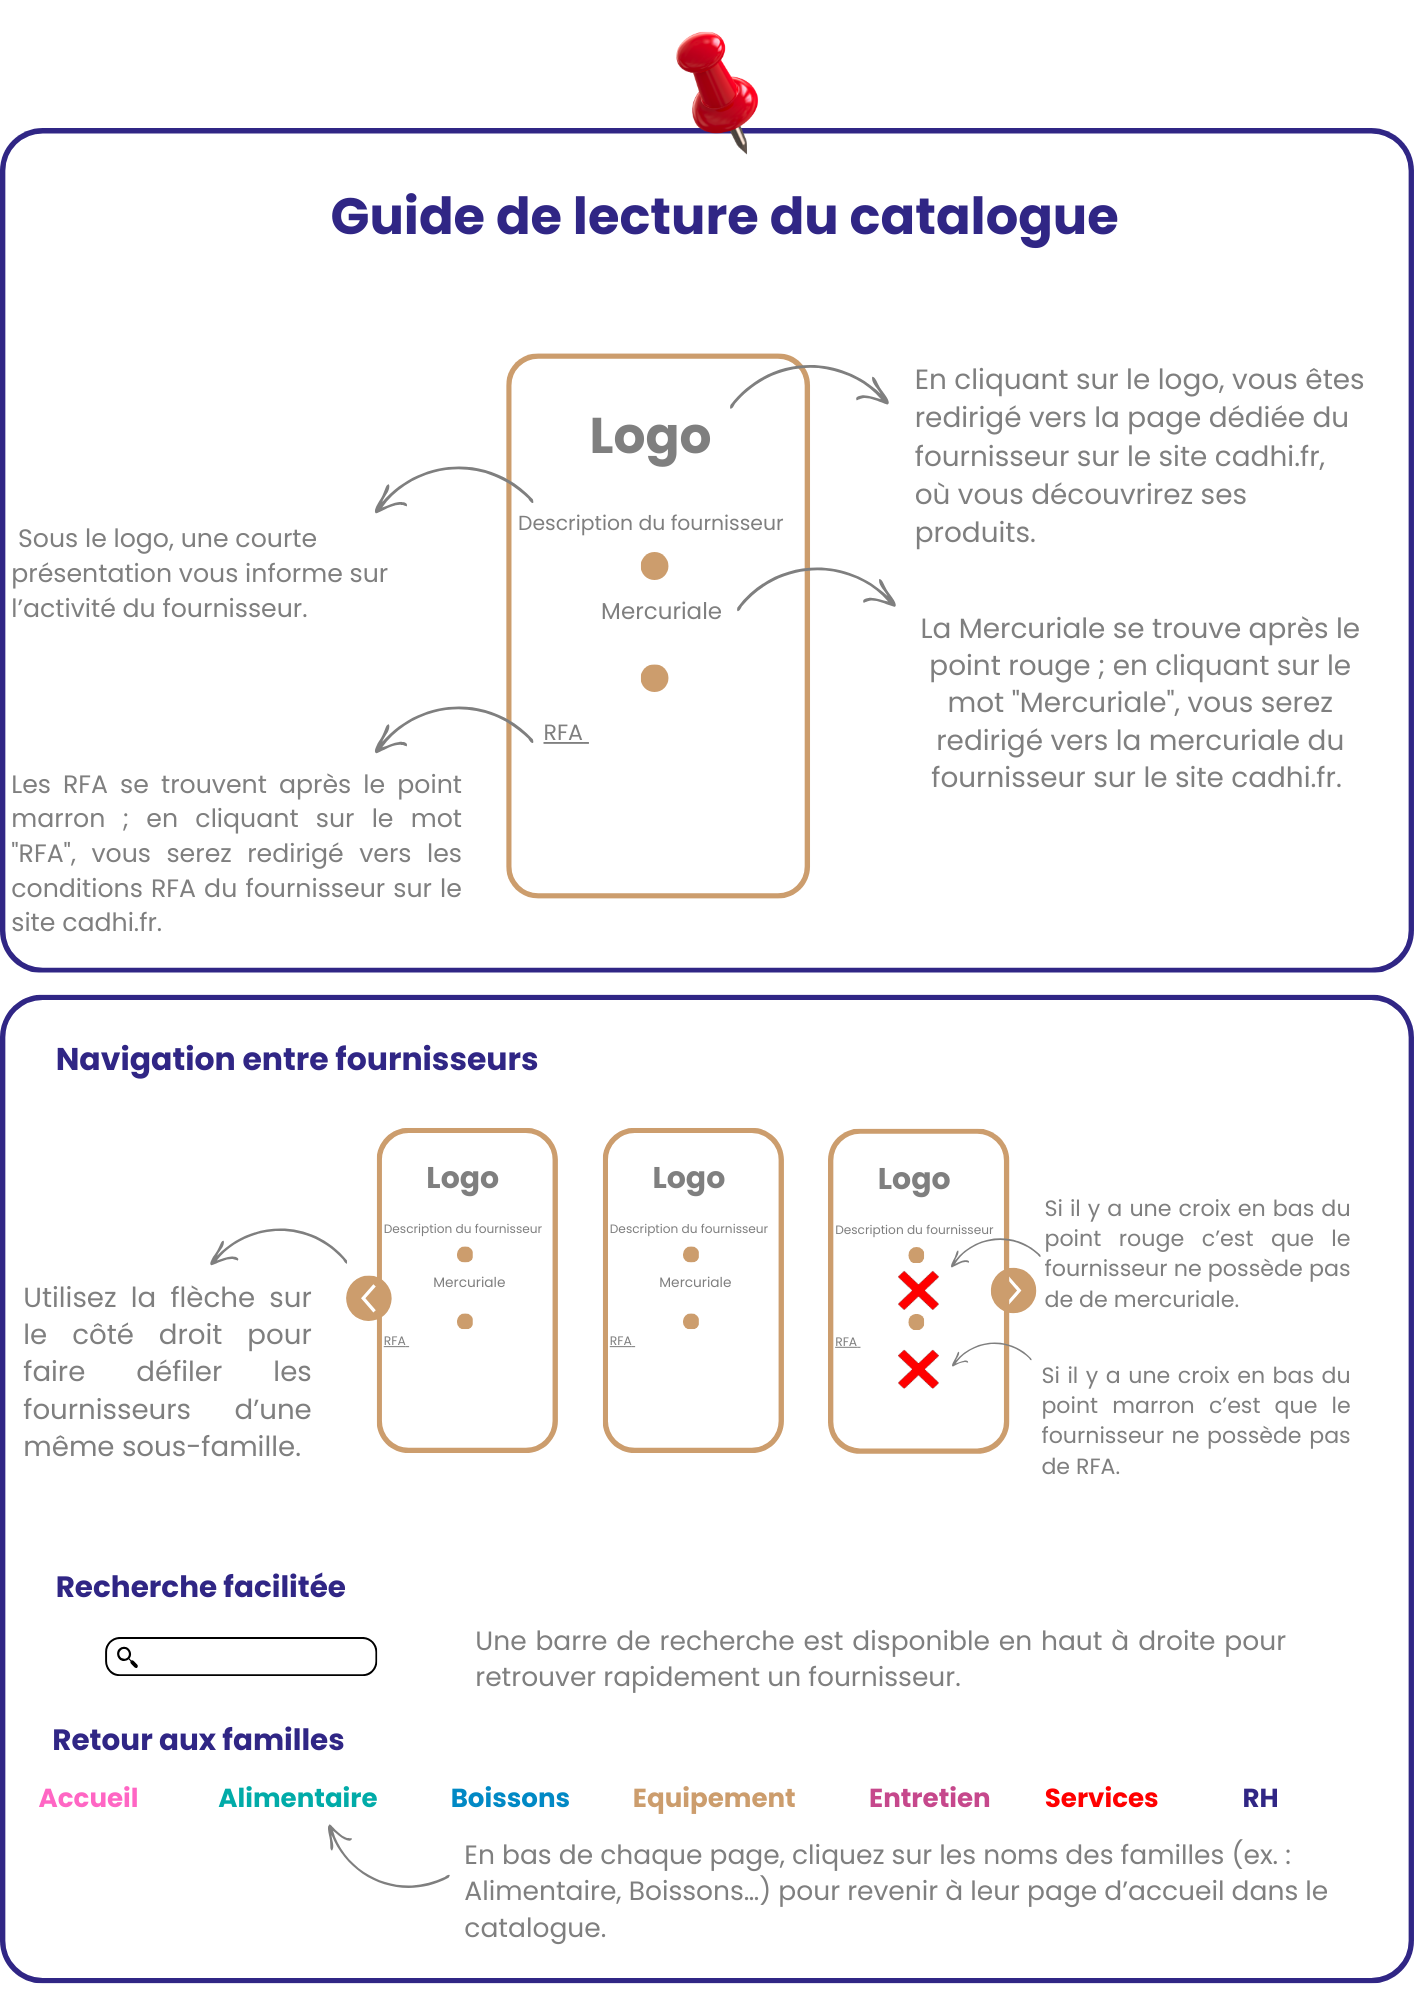 Guide de lecture du catalogue
Logo
Description du fournisseur
Mercuriale
RFA
En cliquant sur le logo, vous êtes
redirigé vers la page dédiée du
fournisseur sur le site cadhi.fr,
où vous découvrirez ses
produits.
Sous le logo, une courte
présentation vous informe sur
l’activité du fournisseur.
La Mercuriale se trouve après le
point rouge ; en cliquant sur le
mot "Mercuriale", vous serez
redirigé vers la mercuriale du
fournisseur sur le site cadhi.fr.
Les RFA se trouvent après le point
marron ; en cliquant sur le mot
"RFA", vous serez redirigé vers les
conditions RFA du fournisseur sur le
site cadhi.fr.
Navigation entre fournisseurs
Utilisez la flèche sur
le côté droit pour
faire défiler les
fournisseurs d’une
même sous-famille.
Logo
Description du fournisseur
Mercuriale
RFA
Logo
Description du fournisseur
Mercuriale
RFA
Logo
Description du fournisseur
RFA
Si il y a une croix en bas du
point rouge c’est que le
fournisseur ne possède pas
de de mercuriale.
Si il y a une croix en bas du
point marron c’est que le
fournisseur ne possède pas
de RFA.
Recherche facilitée
Une barre de recherche est disponible en haut à droite pour
retrouver rapidement un fournisseur.
Retour aux familles
Accueil Alimentaire Boissons Equipement Entretien Services RH
En bas de chaque page, cliquez sur les noms des familles (ex. :
Alimentaire, Boissons…) pour revenir à leur page d’accueil dans le
catalogue.